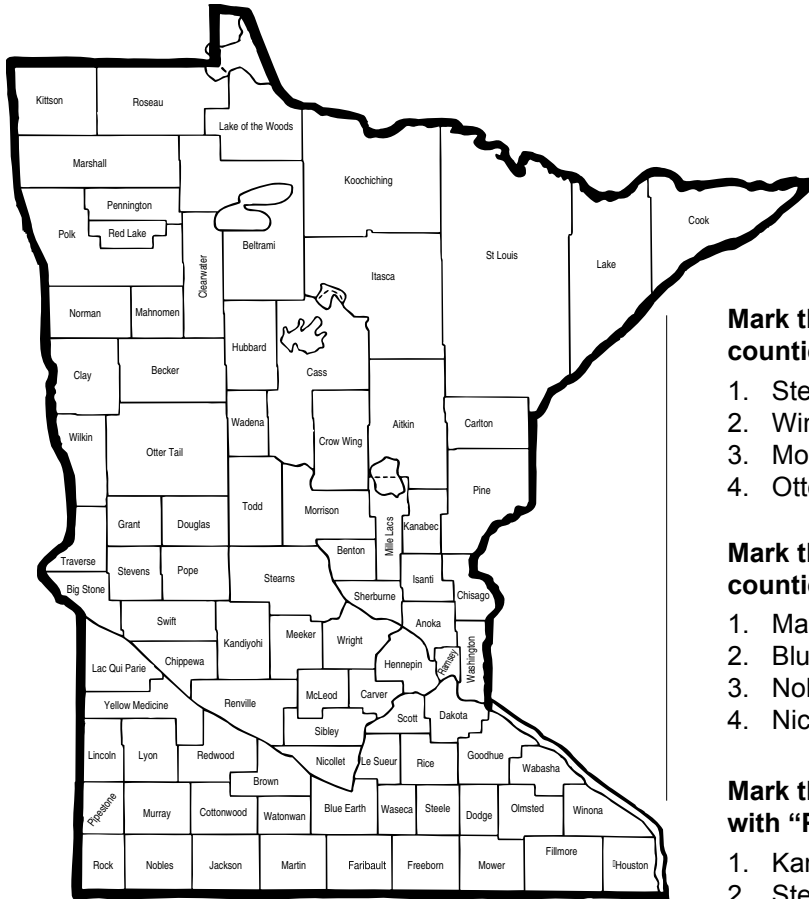 Kittson
Roseau
Lake of the Woods
Marshall
Koochiching
Pennington
Cook
Polk
Red Lake
Beltrami
St Louis
Lake
Itasca
Clearwater
Norman
Mahnomen
Hubbard
Clay
Becker
Cass
Wadena
Aitkin
Carlton
Wilkin
Crow Wing
Otter Tail
Pine
Todd
Morrison
Grant
Douglas
Mille Lacs
Kanabec
Benton
Traverse
Stevens
Pope
Stearns
Isanti
Big Stone
Sherburne
Chisago
Swift
Anoka
Kandiyohi
Meeker
Wright
Washington
Lac Qui Parie
Chippewa
Hennepin
Ramsey
Yellow Medicine
Renville
McLeod
Carver
Scott
Dakota
Sibley
Lincoln
Lyon
Redwood
Nicollet
Le Sueur
Rice
Goodhue
Wabasha
Brown
Pipestone
Murray
Cottonwood
Watonwan
Blue Earth
Waseca
Steele
Dodge
Olmsted
Winona
Rock
Nobles
Jackson
Martin
Faribault
Freeborn
Mower
Fillmore
Houston
Mark th
countie
1. Ste
2. Wi
3. Mo
4. Otte
Mark th
countie
1. Ma
2. Blu
3. Nol
4. Nic
Mark th
with “
1. Kar
2. Ste